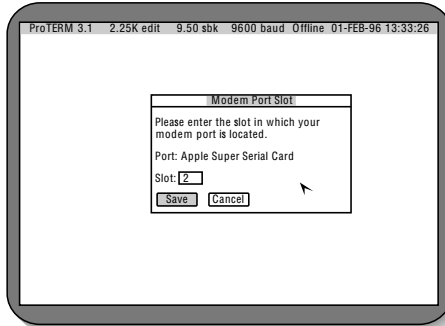 ProTERM 3.1 2.25K edit 9.50 sbk 9600 baud Offline 01-FEB-96 13:33:26
Modem Port Slot
Please enter the slot in which your
modem port is located.
Port: Apple Super Serial Card
Slot: 2
Save Cancel